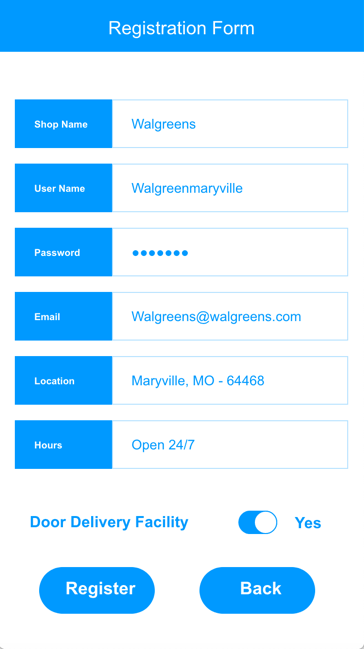 Registration Form
Shop Name Walgreens
User Name Walgreenmaryville
Password •••••••
Email Walgreens@walgreens.com
Location Maryville, MO - 64468
Hours Open 24/7
Door Delivery Facility Yes
Register Back